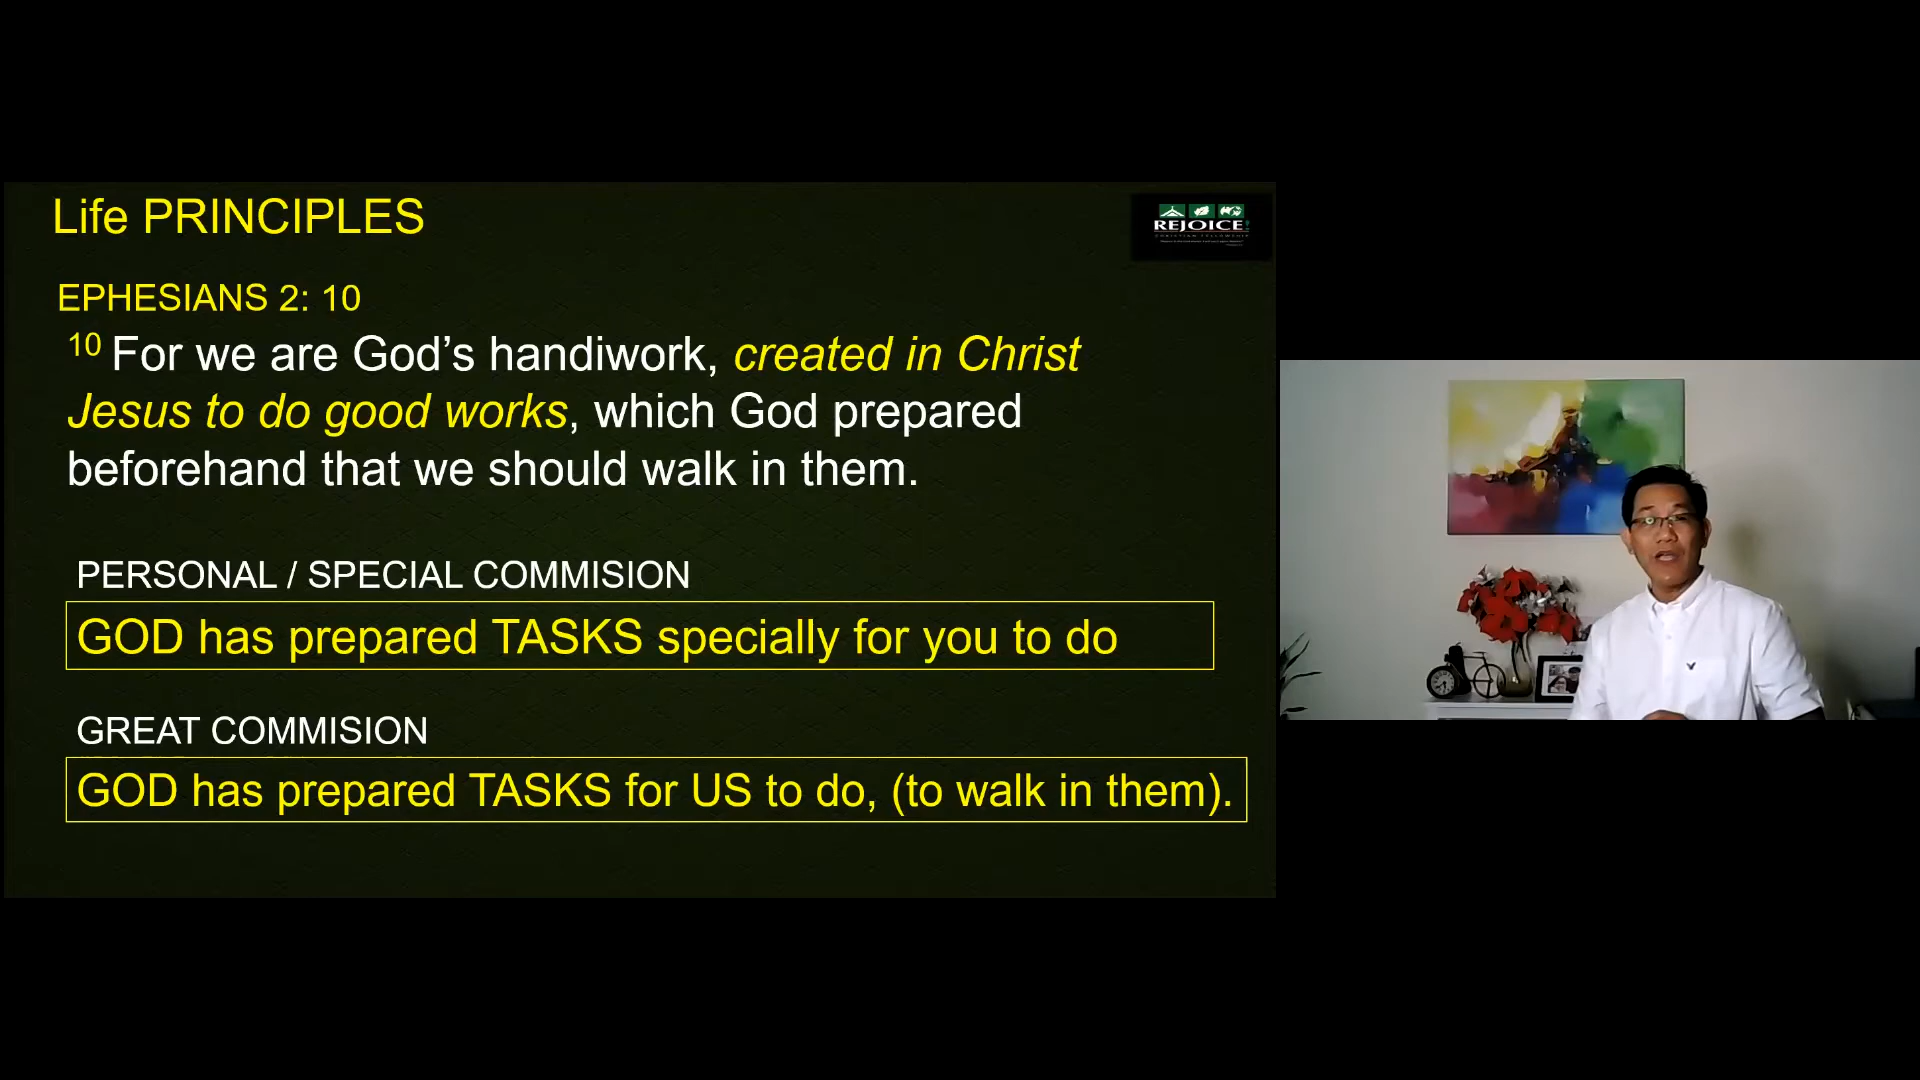 Life PRINCIPLES
REJOICE!
CHRISTIAN FELLOWSHIP
EPHESIANS 2: 10
10 For we are God’s handiwork, created in Christ
Jesus to do good works, which God prepared
beforehand that we should walk in them.
PERSONAL / SPECIAL COMMISION
GOD has prepared TASKS specially for you to do
GREAT COMMISION
GOD has prepared TASKS for US to do, (to walk in them).